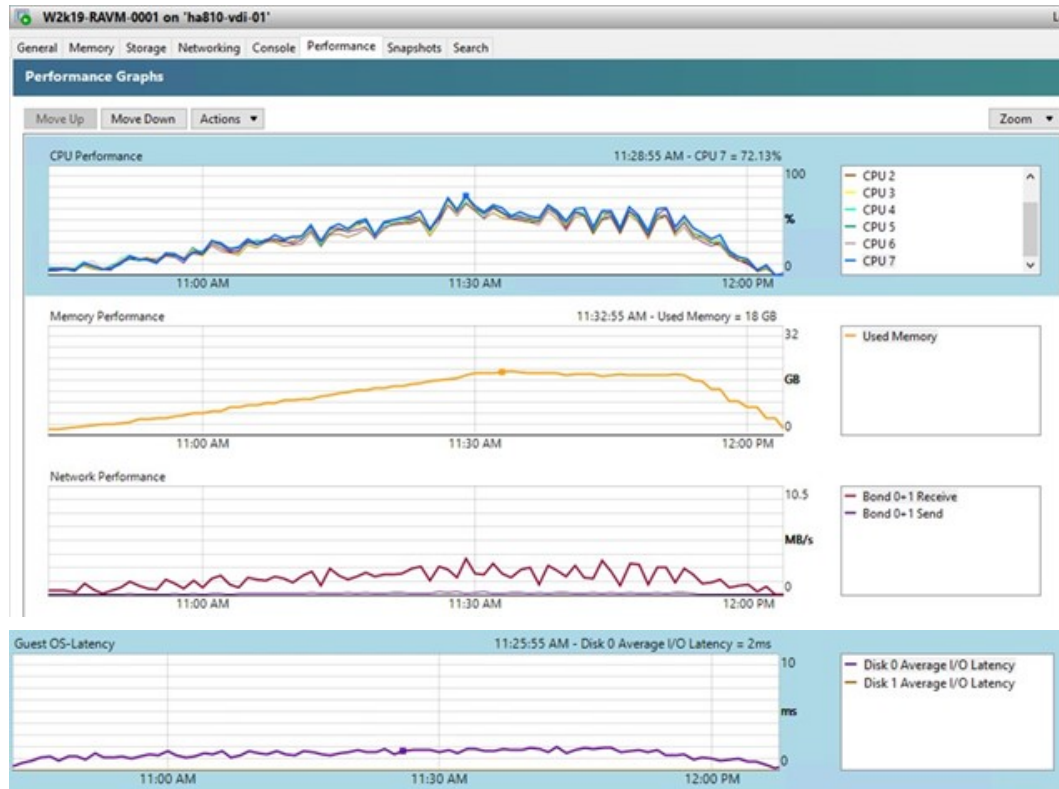 W2k19-RAVM-0001 on 'ha810-vdi-01'
General Memory Storage Networking Console Performance Snapshots Search
Performance Graphs
Move Up Move Down Actions Zoom
CPU Performance 11:28:55 AM - CPU 7 = 72.13%
100
%
0
11:00 AM 11:30 AM 12:00 PM
CPU 2
CPU 3
CPU 4
CPU 5
CPU 6
CPU 7
Memory Performance 11:32:55 AM - Used Memory = 18 GB
32
GB
0
11:00 AM 11:30 AM 12:00 PM
Used Memory
Network Performance
10.5
MB/s
0
11:00 AM 11:30 AM 12:00 PM
Bond 0+1 Receive
Bond 0+1 Send
Guest OS-Latency 11:25:55 AM - Disk 0 Average I/O Latency = 2ms
10
ms
0
11:00 AM 11:30 AM 12:00 PM
Disk 0 Average I/O Latency
Disk 1 Average I/O Latency